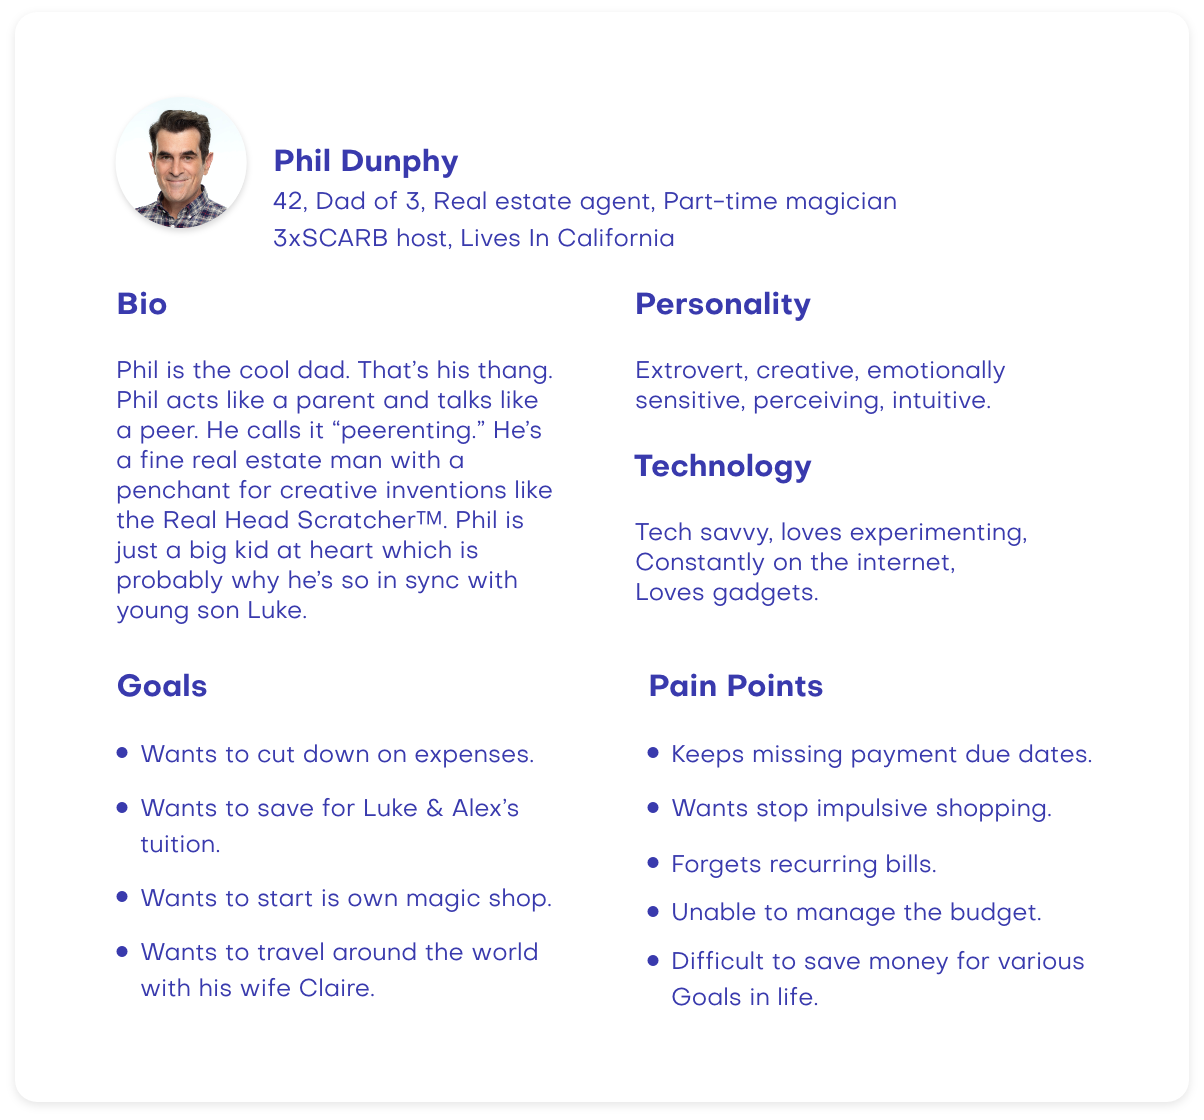 Phil Dunphy
42, Dad of 3, Real estate agent, Part-time magician
3xSCARB host, Lives In California
Bio
Phil is the cool dad. That’s his thang.
Phil acts like a parent and talks like
a peer. He calls it “peerenting.” He’s
a fine real estate man with a
penchant for creative inventions like
the Real Head Scratcher™. Phil is
just a big kid at heart which is
probably why he’s so in sync with
young son Luke.
Personality
Extrovert, creative, emotionally
sensitive, perceiving, intuitive.
Technology
Tech savvy, loves experimenting,
Constantly on the internet,
Loves gadgets.
Goals
• Wants to cut down on expenses.
• Wants to save for Luke & Alex’s
tuition.
• Wants to start is own magic shop.
• Wants to travel around the world
with his wife Claire.
Pain Points
• Keeps missing payment due dates.
• Wants stop impulsive shopping.
• Forgets recurring bills.
• Unable to manage the budget.
• Difficult to save money for various
Goals in life.